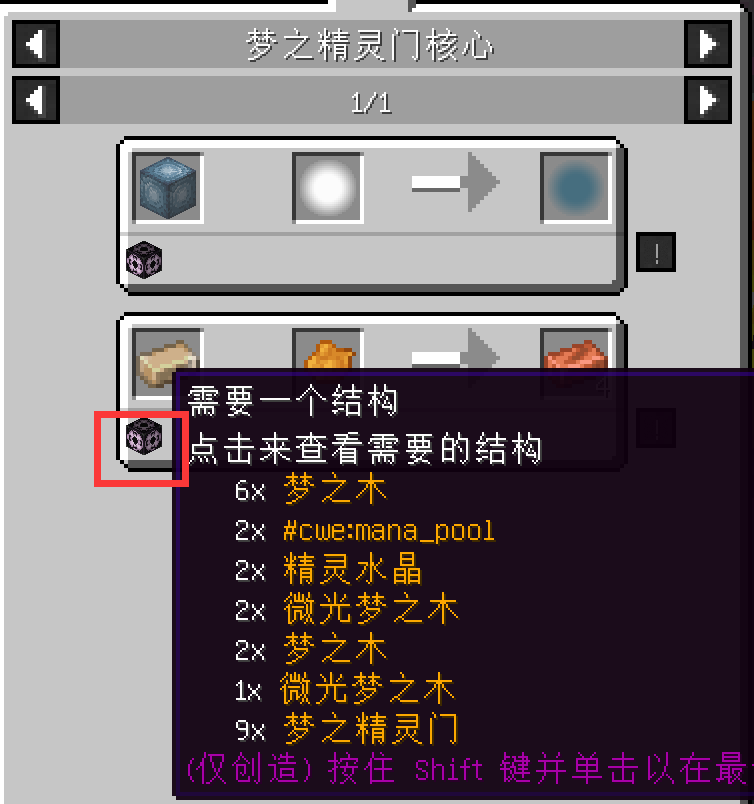 梦之精灵门核心
1/1
!
4
!
需要一个结构
点击来查看需要的结构
6x 梦之木
2x #cwe:mana_pool
2x 精灵水晶
2x 微光梦之木
2x 梦之木
1x 微光梦之木
9x 梦之精灵门
(仅创造) 按住 Shift 键并单击以在最